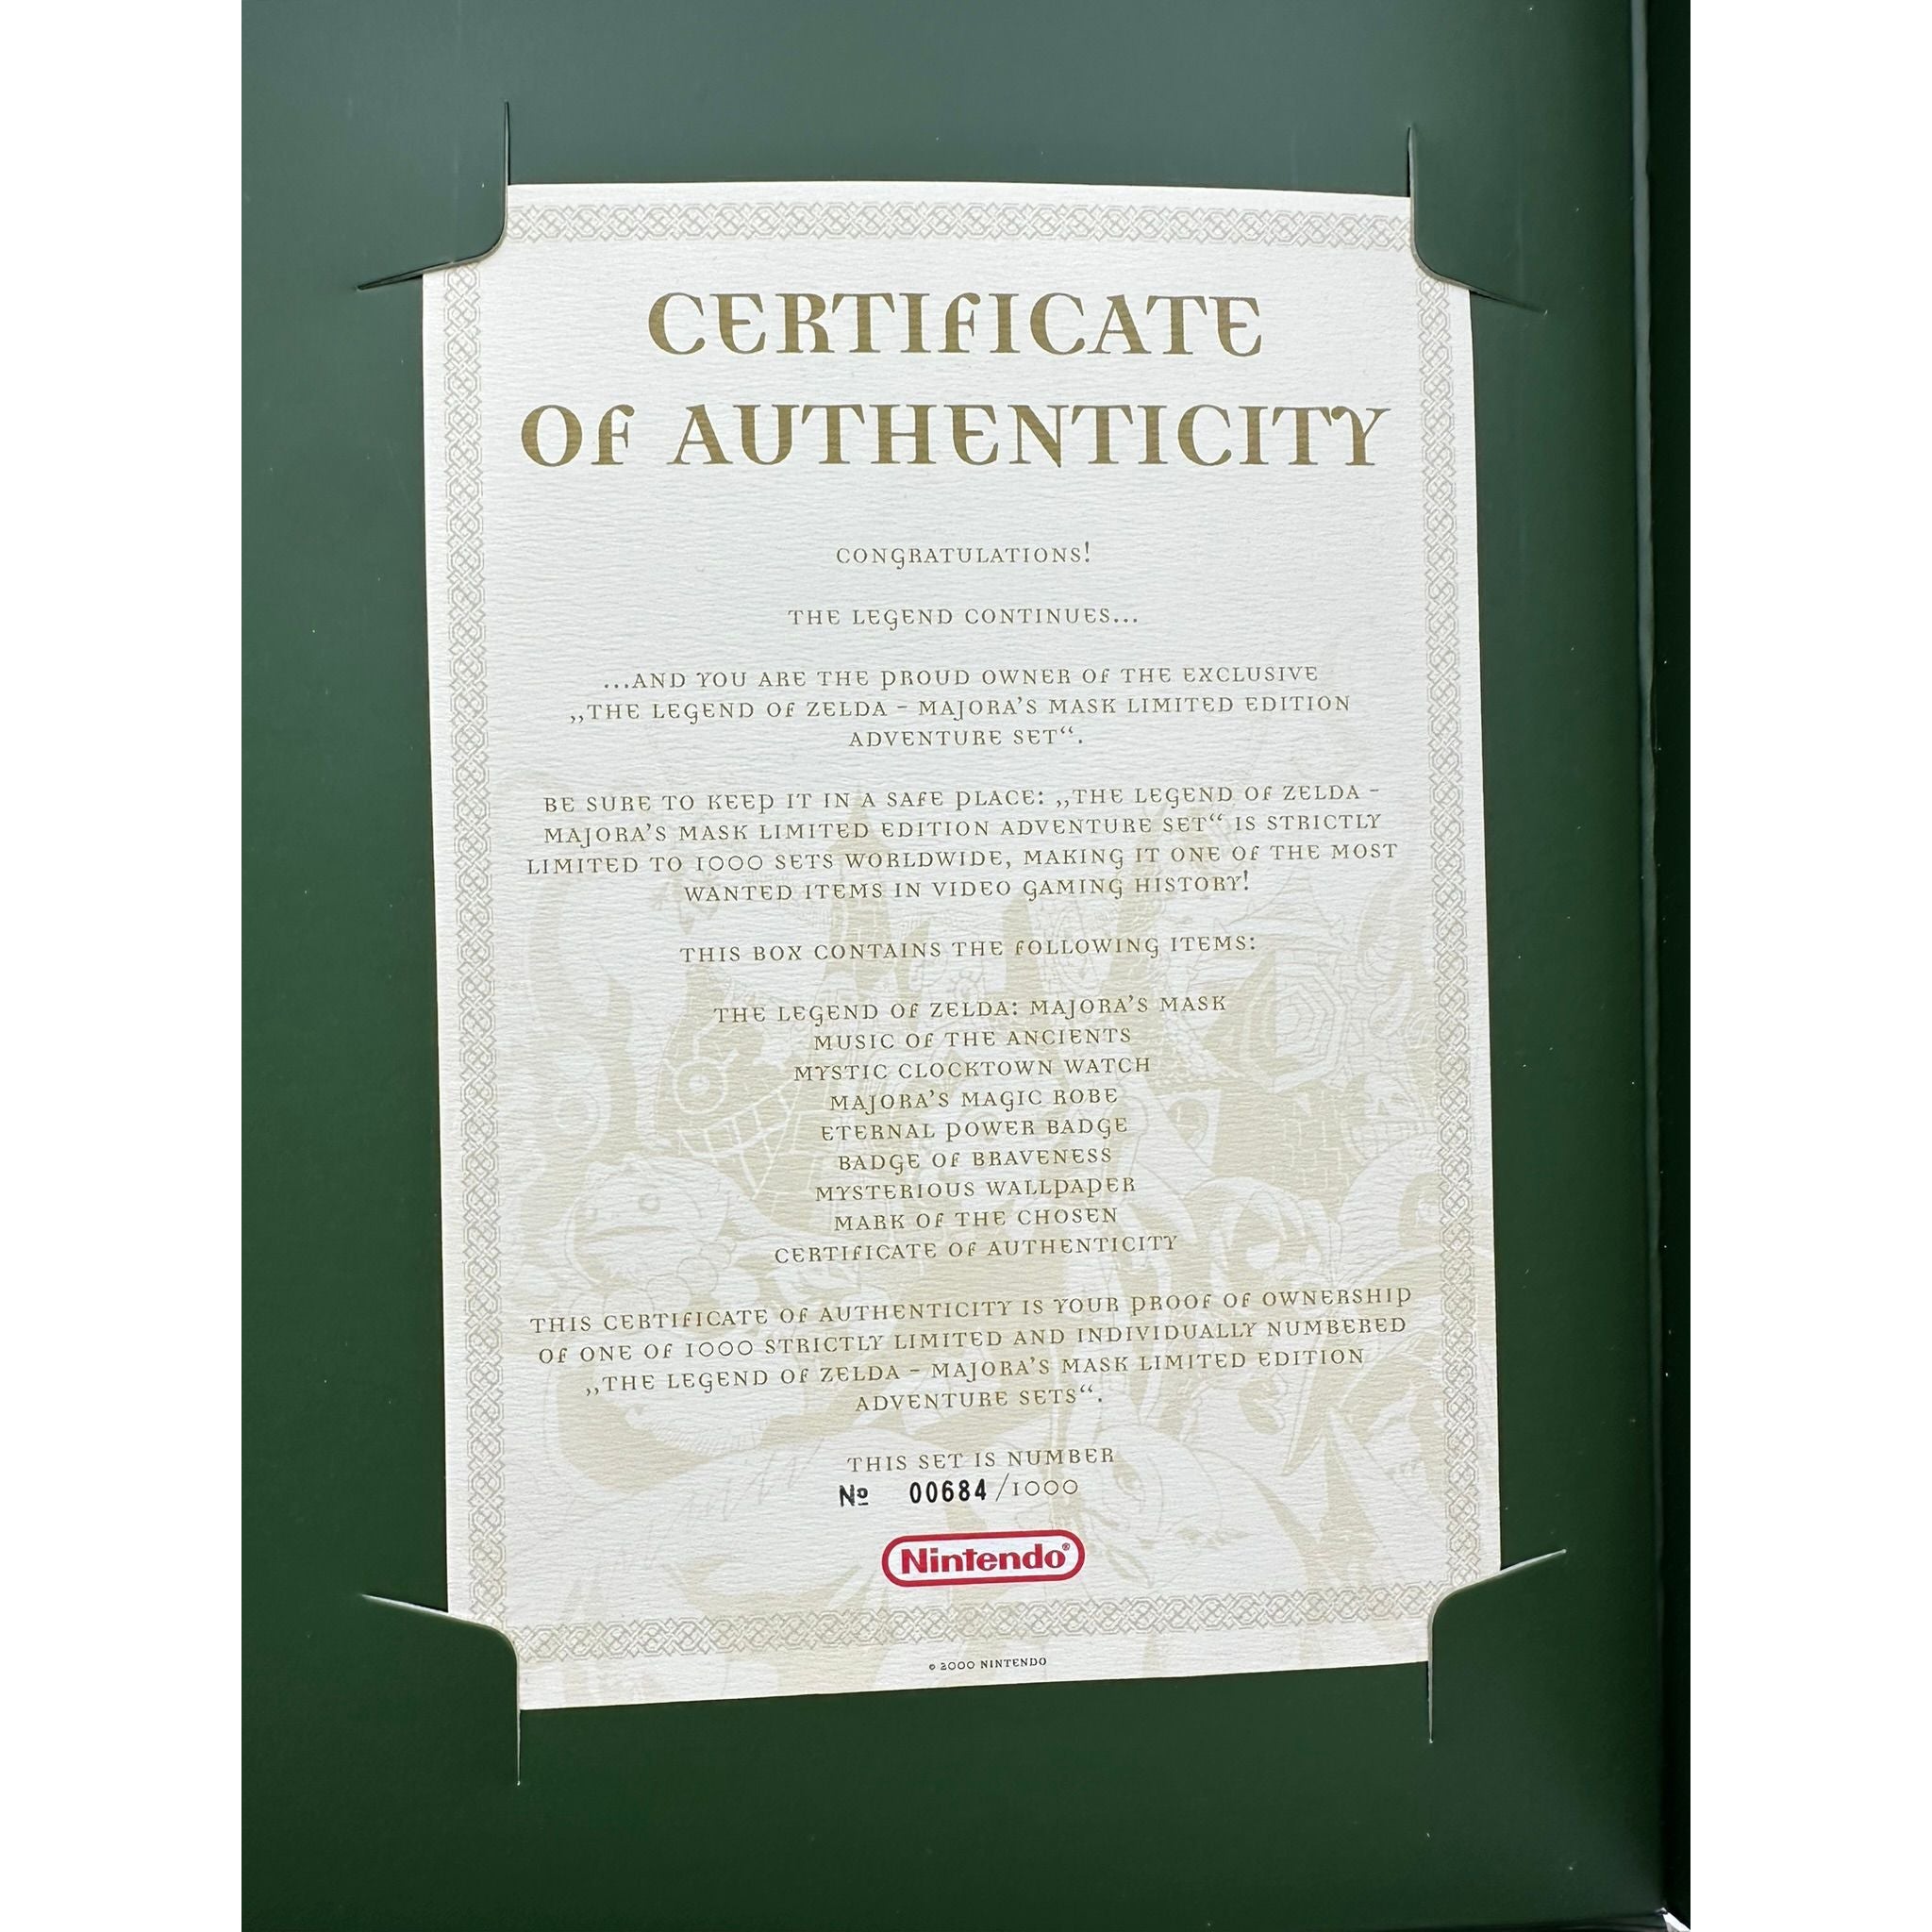 CERTIFICATE
OF AUTHENTICITY
CONGRATULATIONS!
THE LEGEND CONTINUES...
...AND YOU ARE THE PROUD OWNER OF THE EXCLUSIVE
„THE LEGEND OF ZELDA – MAJORA'S MASK LIMITED EDITION
ADVENTURE SET“.
BE SURE TO KEEP IT IN A SAFE PLACE: „THE LEGEND OF ZELDA –
MAJORA'S MASK LIMITED EDITION ADVENTURE SET“ IS STRICTLY
LIMITED TO 1000 SETS WORLDWIDE, MAKING IT ONE OF THE MOST
WANTED ITEMS IN VIDEO GAMING HISTORY!
THIS BOX CONTAINS THE FOLLOWING ITEMS:
THE LEGEND OF ZELDA: MAJORA'S MASK
MUSIC OF THE ANCIENTS
MYSTIC CLOCKTOWN WATCH
MAJORA'S MAGIC ROBE
ETERNAL POWER BADGE
BADGE OF BRAVENESS
MYSTERIOUS WALLPAPER
MARK OF THE CHOSEN
CERTIFICATE OF AUTHENTICITY
THIS CERTIFICATE OF AUTHENTICITY IS YOUR PROOF OF OWNERSHIP
OF ONE OF 1000 STRICTLY LIMITED AND INDIVIDUALLY NUMBERED
„THE LEGEND OF ZELDA – MAJORA'S MASK LIMITED EDITION
ADVENTURE SETS“.
THIS SET IS NUMBER
Nº 00684/1000
Nintendo®
© 2000 NINTENDO